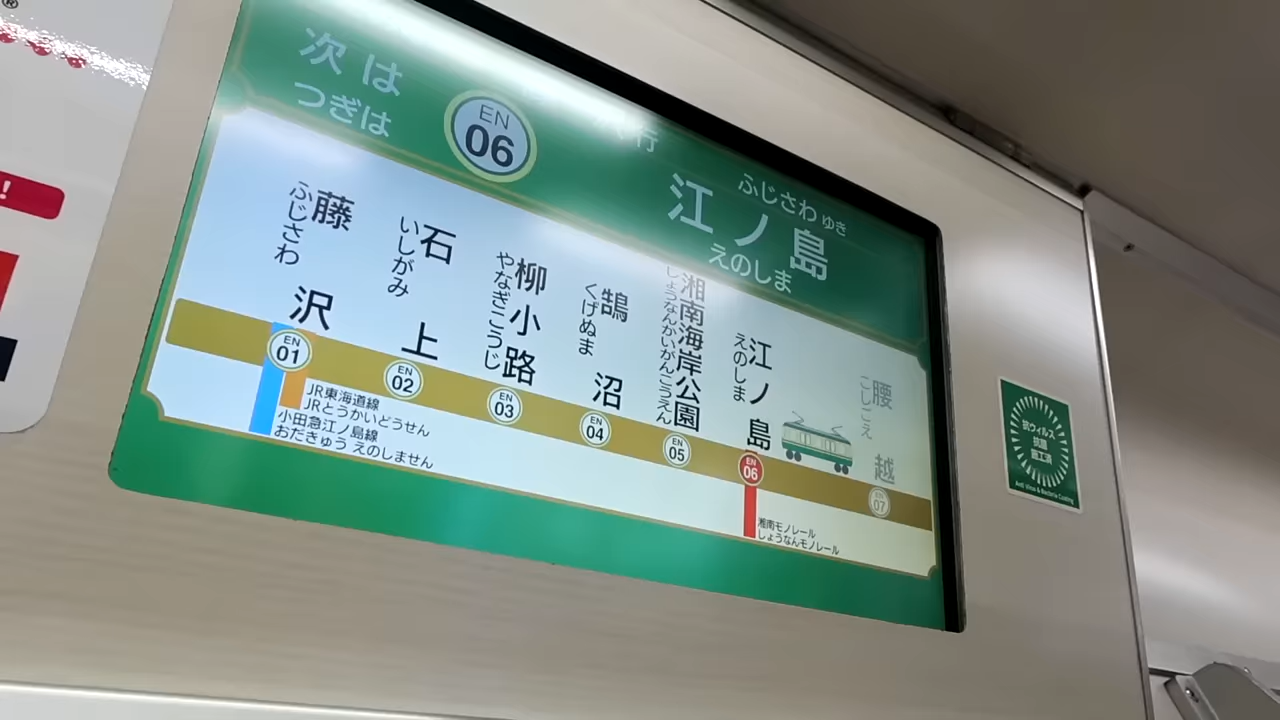 次は
つぎは
EN
06
行
ふじさわ ゆき
江ノ島
えのしま
藤沢
ふじさわ
石上
いしがみ
柳小路
やなぎこうじ
鵠沼
くげぬま
湘南海岸公園
しょうなんかいがんこうえん
江ノ島
えのしま
腰越
こしごえ
EN
01
EN
02
EN
03
EN
04
EN
05
EN
06
EN
07
JR東海道線
JRとうかいどうせん
小田急江ノ島線
おだきゅう えのしません
湘南モノレール
しょうなんモノレール
抗ウィルス
抗菌
Anti Virus & Bacteria Coating
!
®